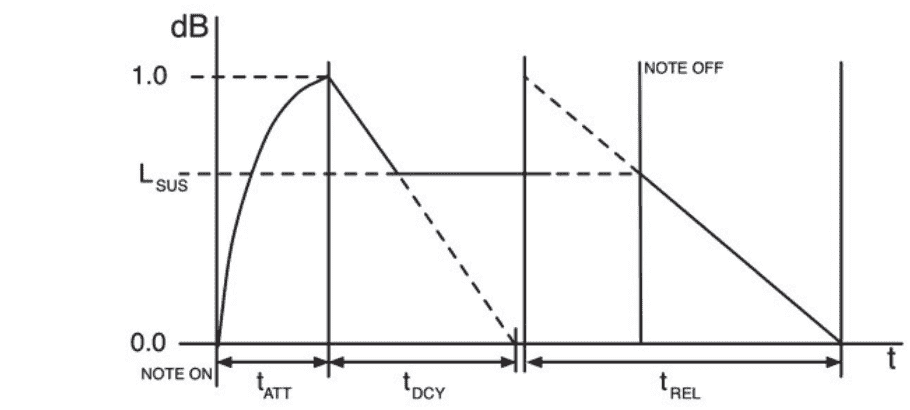 dB
1.0
NOTE OFF
LSUS
0.0
t
NOTE ON
tATT
tDCY
tREL